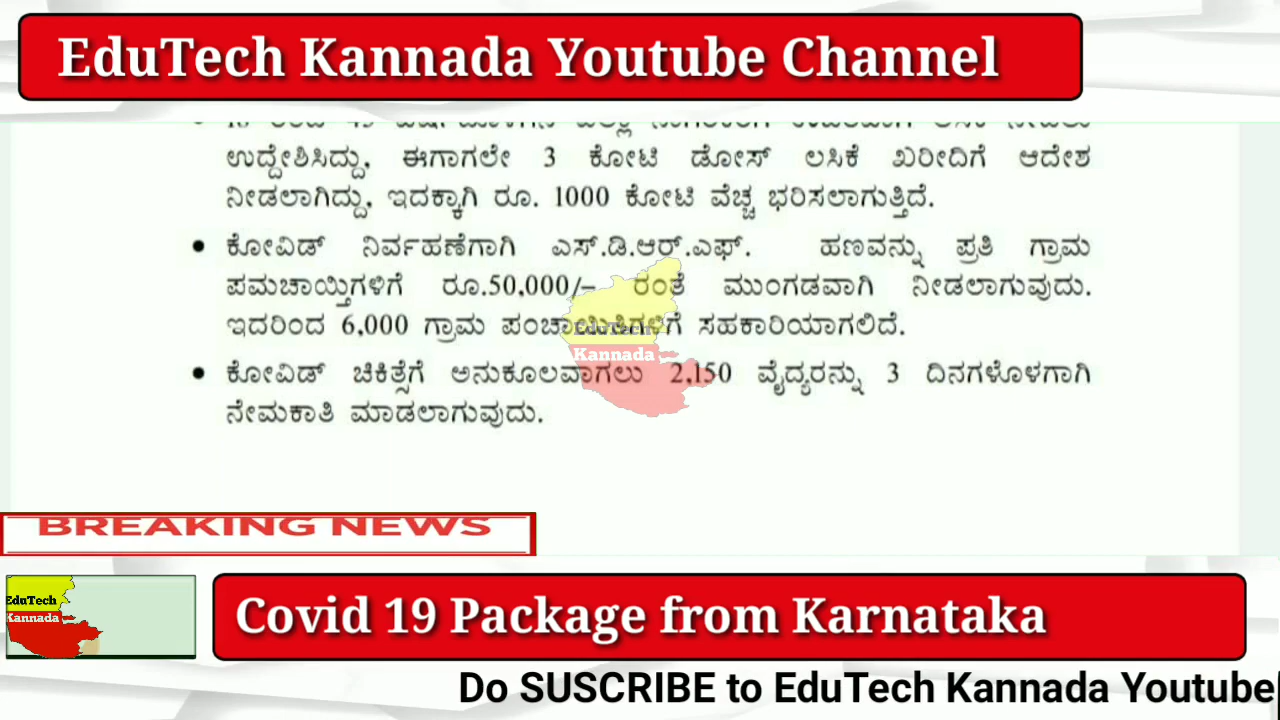 EduTech Kannada Youtube Channel
ಉದ್ದೇಶಿಸಿದ್ದು, ಈಗಾಗಲೇ 3 ಕೋಟಿ ಡೋಸ್ ಲಸಿಕೆ ಖರೀದಿಗೆ ಆದೇಶ
ನೀಡಲಾಗಿದ್ದು, ಇದಕ್ಕಾಗಿ ರೂ. 1000 ಕೋಟಿ ವೆಚ್ಚ ಭರಿಸಲಾಗುತ್ತಿದೆ.
• ಕೋವಿಡ್ ನಿರ್ವಹಣೆಗಾಗಿ ಎಸ್.ಡಿ.ಆರ್.ಎಫ್. ಹಣವನ್ನು ಪ್ರತಿ ಗ್ರಾಮ
ಪಮಚಾಯ್ತಿಗಳಿಗೆ ರೂ.50,000/– ರಂತೆ ಮುಂಗಡವಾಗಿ ನೀಡಲಾಗುವುದು.
ಇದರಿಂದ 6,000 ಗ್ರಾಮ ಪಂಚಾಯಿತಿಗಳಿಗೆ ಸಹಕಾರಿಯಾಗಲಿದೆ.
EduTech
Kannada
• ಕೋವಿಡ್ ಚಿಕಿತ್ಸೆಗೆ ಅನುಕೂಲವಾಗಲು 2,150 ವೈದ್ಯರನ್ನು 3 ದಿನಗಳೊಳಗಾಗಿ
ನೇಮಕಾತಿ ಮಾಡಲಾಗುವುದು.
BREAKING NEWS
EduTech
Kannada
Covid 19 Package from Karnataka
Do SUSCRIBE to EduTech Kannada Youtube